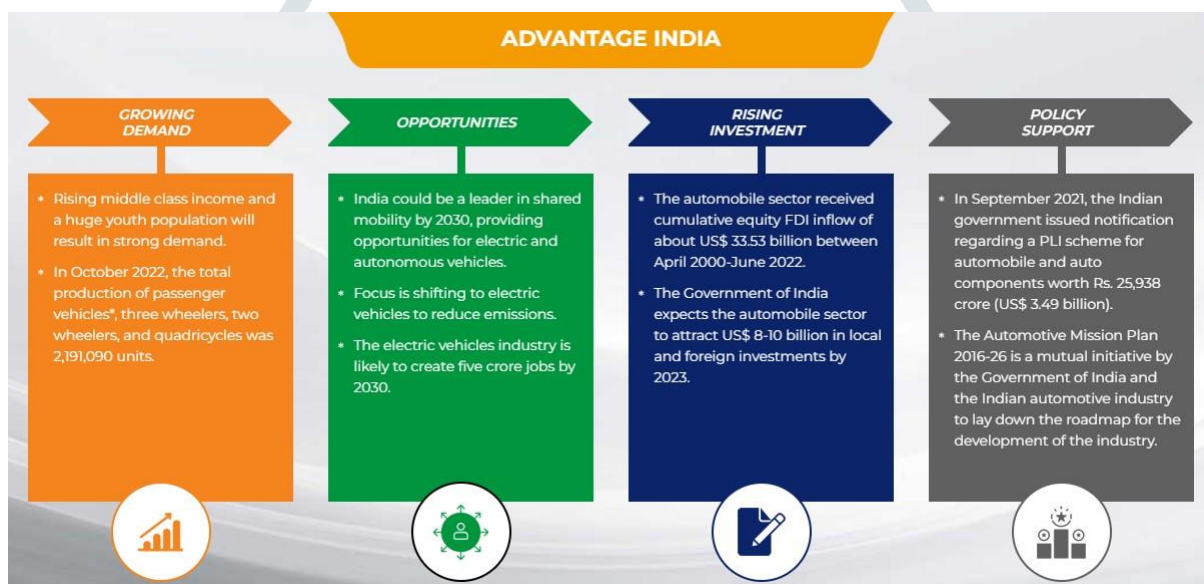 ADVANTAGE INDIA
GROWING
DEMAND
* Rising middle class income and
a huge youth population will
result in strong demand.
* In October 2022, the total
production of passenger
vehicles*, three wheelers, two
wheelers, and quadricycles was
2,191,090 units.
OPPORTUNITIES
* India could be a leader in shared
mobility by 2030, providing
opportunities for electric and
autonomous vehicles.
* Focus is shifting to electric
vehicles to reduce emissions.
* The electric vehicles industry is
likely to create five crore jobs by
2030.
RISING
INVESTMENT
* The automobile sector received
cumulative equity FDI inflow of
about US$ 33.53 billion between
April 2000-June 2022.
* The Government of India
expects the automobile sector
to attract US$ 8-10 billion in local
and foreign investments by
2023.
POLICY
SUPPORT
* In September 2021, the Indian
government issued notification
regarding a PLI scheme for
automobile and auto
components worth Rs. 25,938
crore (US$ 3.49 billion).
* The Automotive Mission Plan
2016-26 is a mutual initiative by
the Government of India and
the Indian automotive industry
to lay down the roadmap for the
development of the industry.